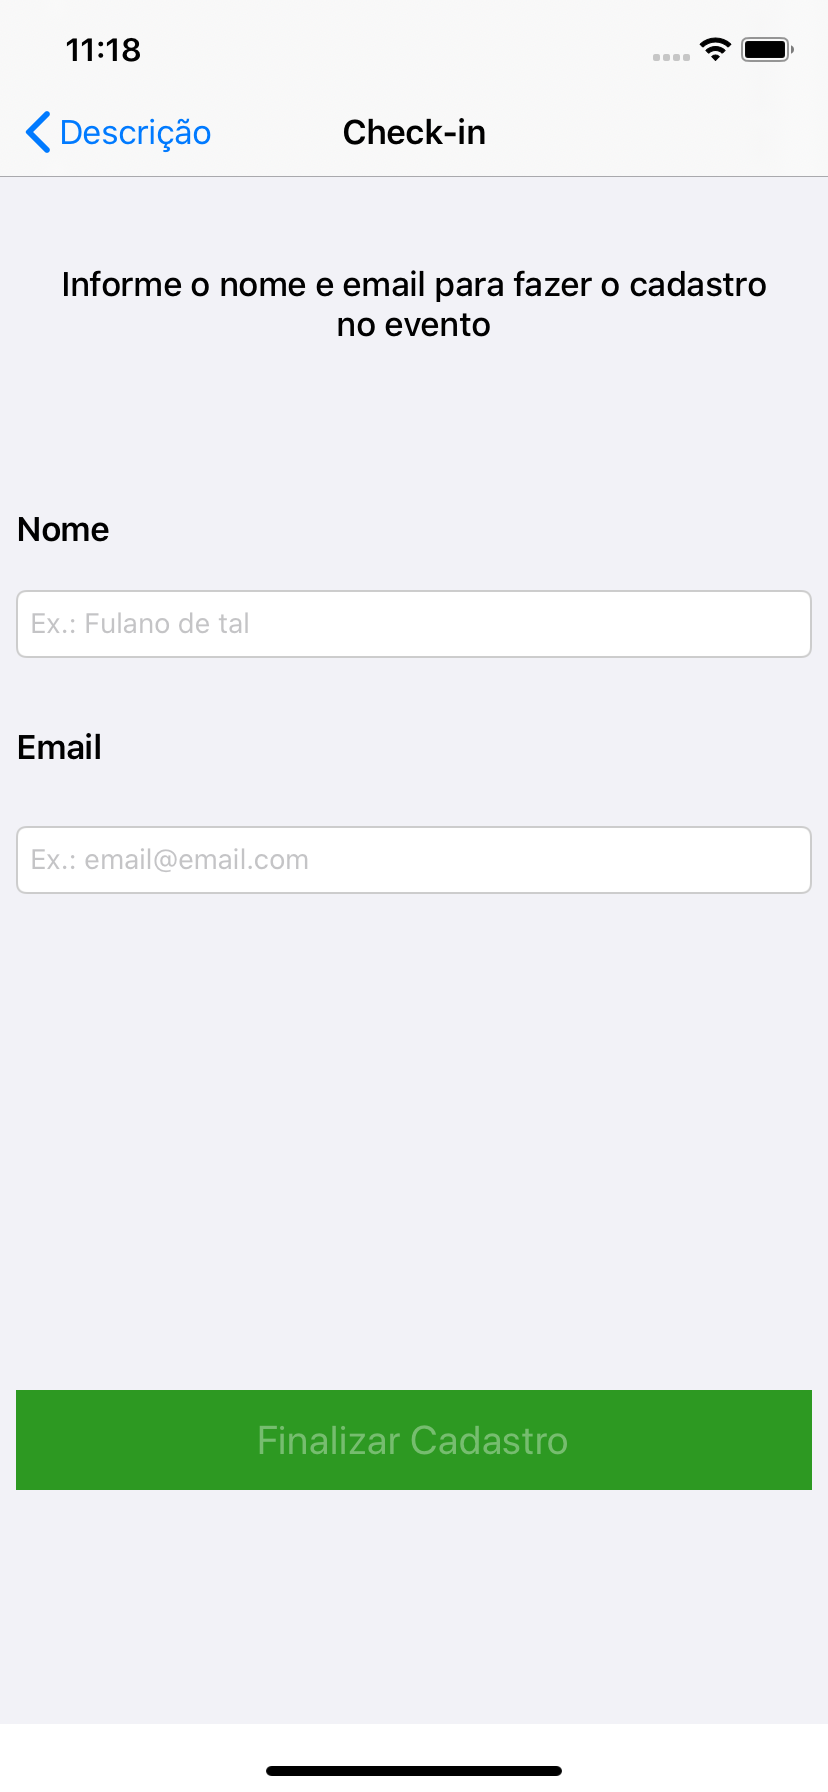 11:18
Descrição
Check-in
Informe o nome e email para fazer o cadastro
no evento
Nome
Ex.: Fulano de tal
Email
Ex.: email@email.com
Finalizar Cadastro